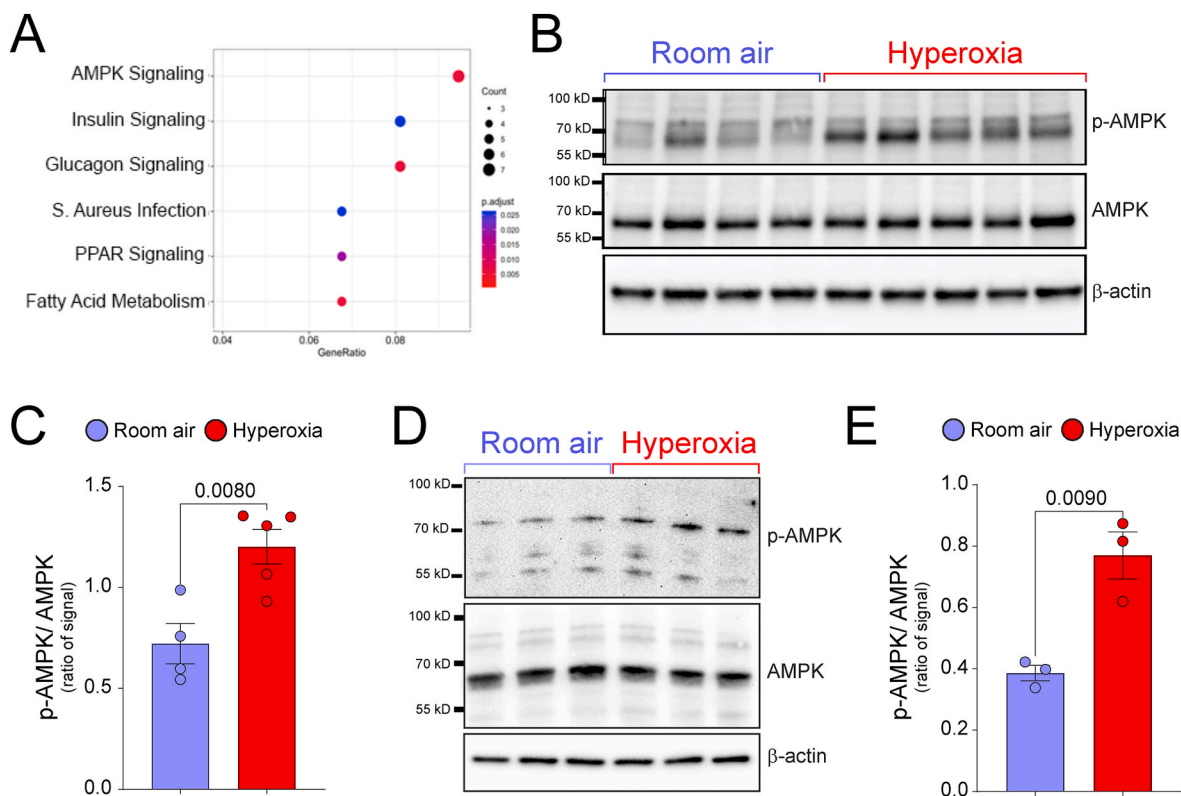 A
AMPK Signaling
Insulin Signaling
Glucagon Signaling
S. Aureus Infection
PPAR Signaling
Fatty Acid Metabolism
0.04 0.06 0.08
GeneRatio
Count
3
4
5
6
7
p.adjust
0.025
0.020
0.015
0.010
0.005
B
Room air Hyperoxia
100 kD
70 kD
55 kD
p-AMPK
100 kD
70 kD
55 kD
AMPK
β-actin
C
Room air Hyperoxia
p-AMPK/ AMPK
(ratio of signal)
1.5
1.0
0.5
0.0
0.0080
D
Room air Hyperoxia
100 kD
70 kD
55 kD
p-AMPK
100 kD
70 kD
55 kD
AMPK
β-actin
E
Room air Hyperoxia
p-AMPK/ AMPK
(ratio of signal)
1.0
0.8
0.6
0.4
0.2
0.0
0.0090